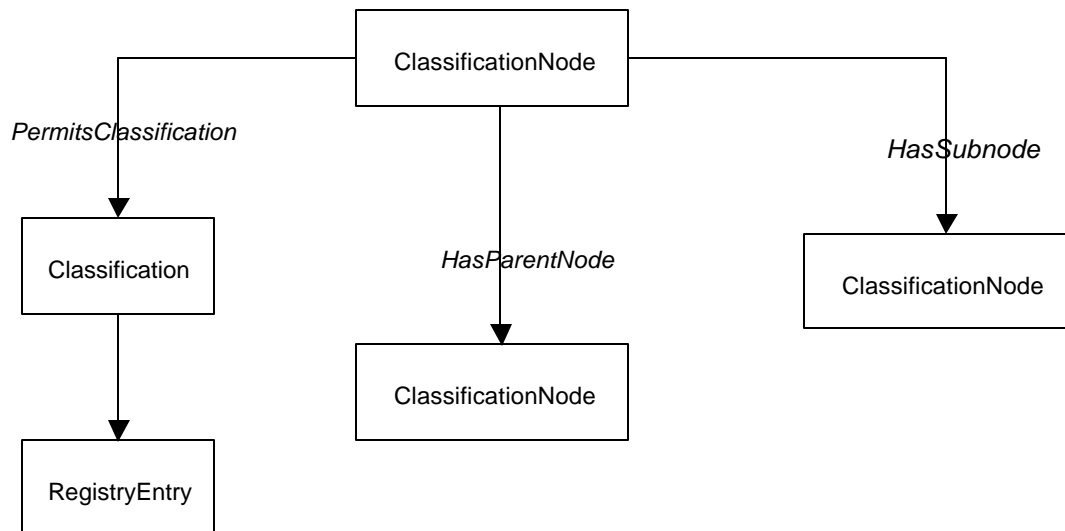 ClassificationNode
PermitsClassification
HasSubnode
Classification
HasParentNode
ClassificationNode
ClassificationNode
RegistryEntry